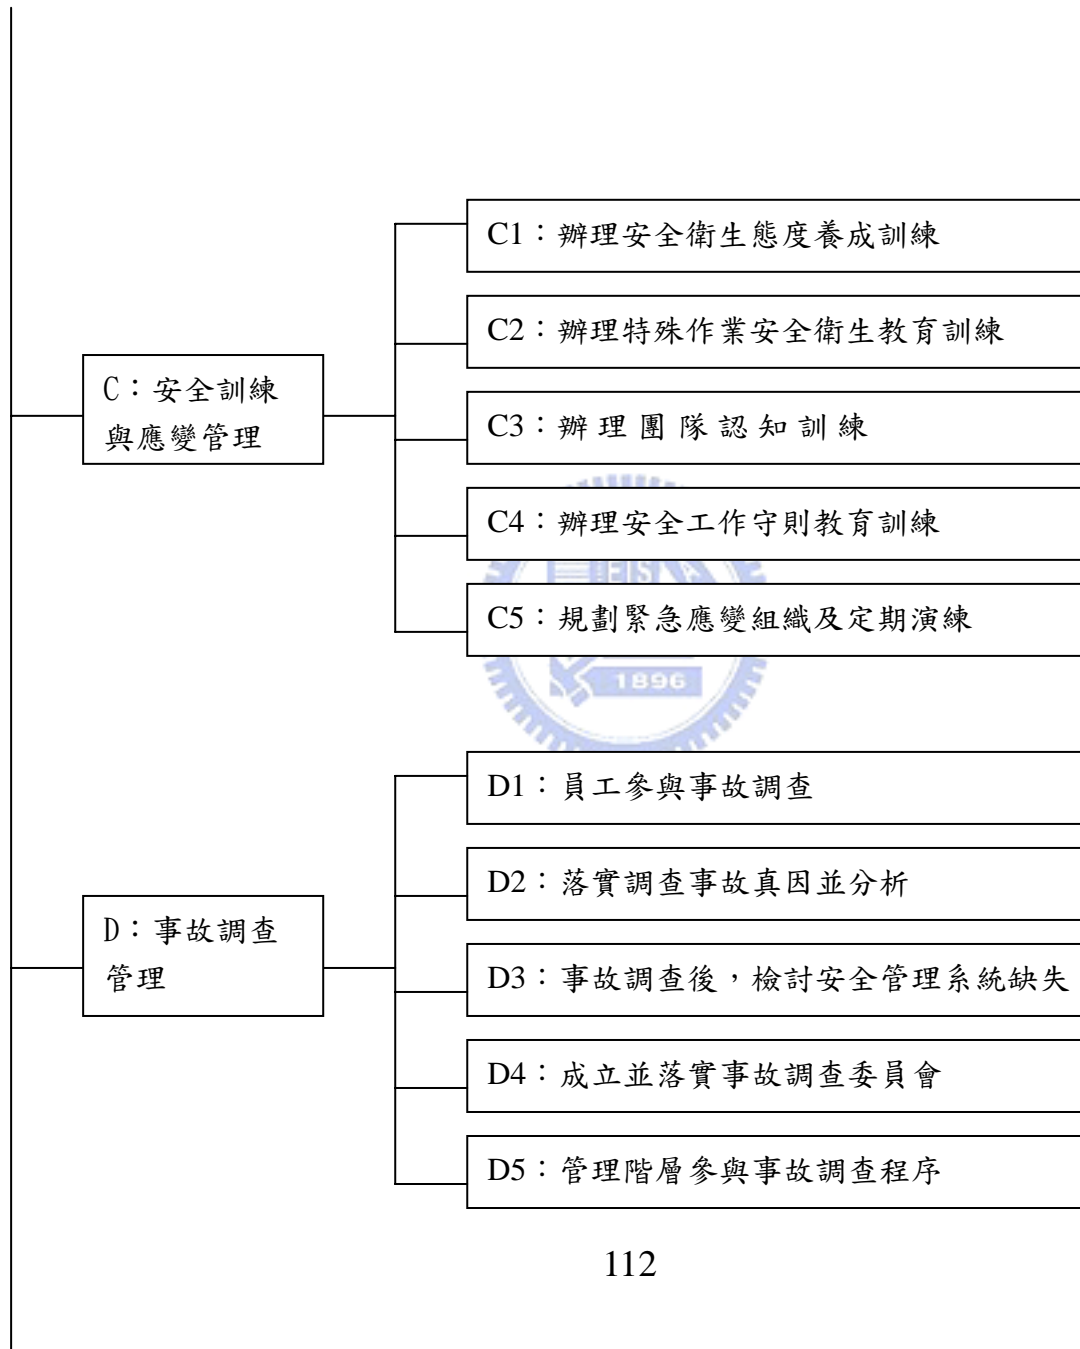 C1：辦理安全衛生態度養成訓練
C2：辦理特殊作業安全衛生教育訓練
C：安全訓練
與應變管理
C3：辦理團隊認知訓練
C4：辦理安全工作守則教育訓練
C5：規劃緊急應變組織及定期演練
1896
D1：員工參與事故調查
D2：落實調查事故真因並分析
D：事故調查
管理
D3：事故調查後，檢討安全管理系統缺失
D4：成立並落實事故調查委員會
D5：管理階層參與事故調查程序
112